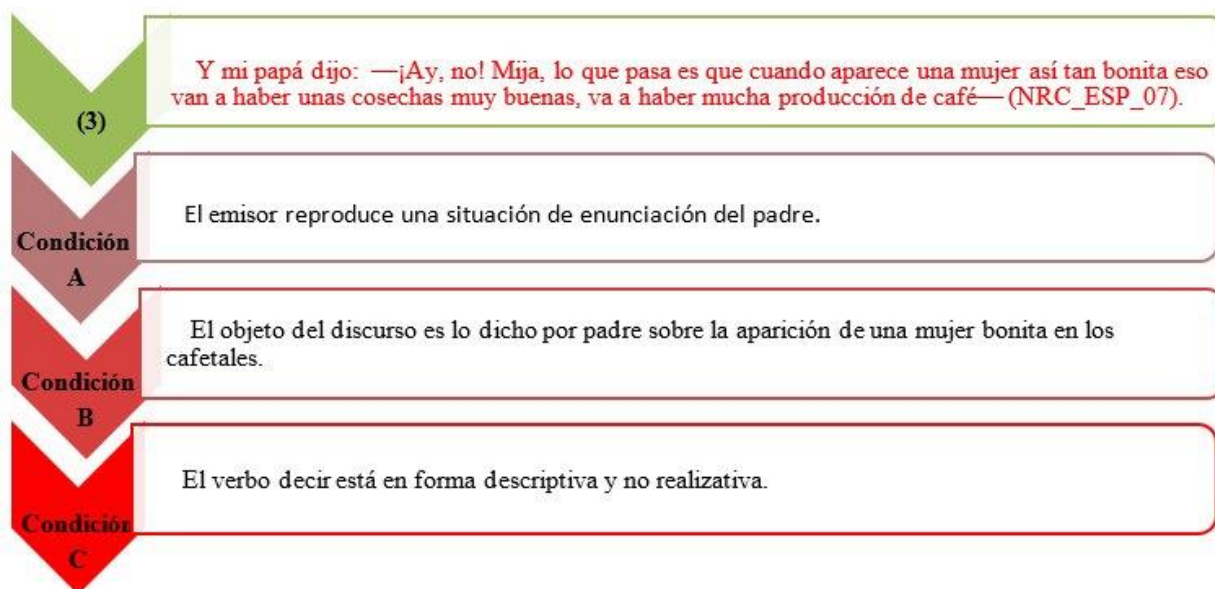 (3)
Y mi papá dijo: —¡Ay, no! Mija, lo que pasa es que cuando aparece una mujer así tan bonita eso
van a haber unas cosechas muy buenas, va a haber mucha producción de café— (NRC_ESP_07).
Condición
A
El emisor reproduce una situación de enunciación del padre.
Condición
B
El objeto del discurso es lo dicho por padre sobre la aparición de una mujer bonita en los
cafetales.
Condición
C
El verbo decir está en forma descriptiva y no realizativa.